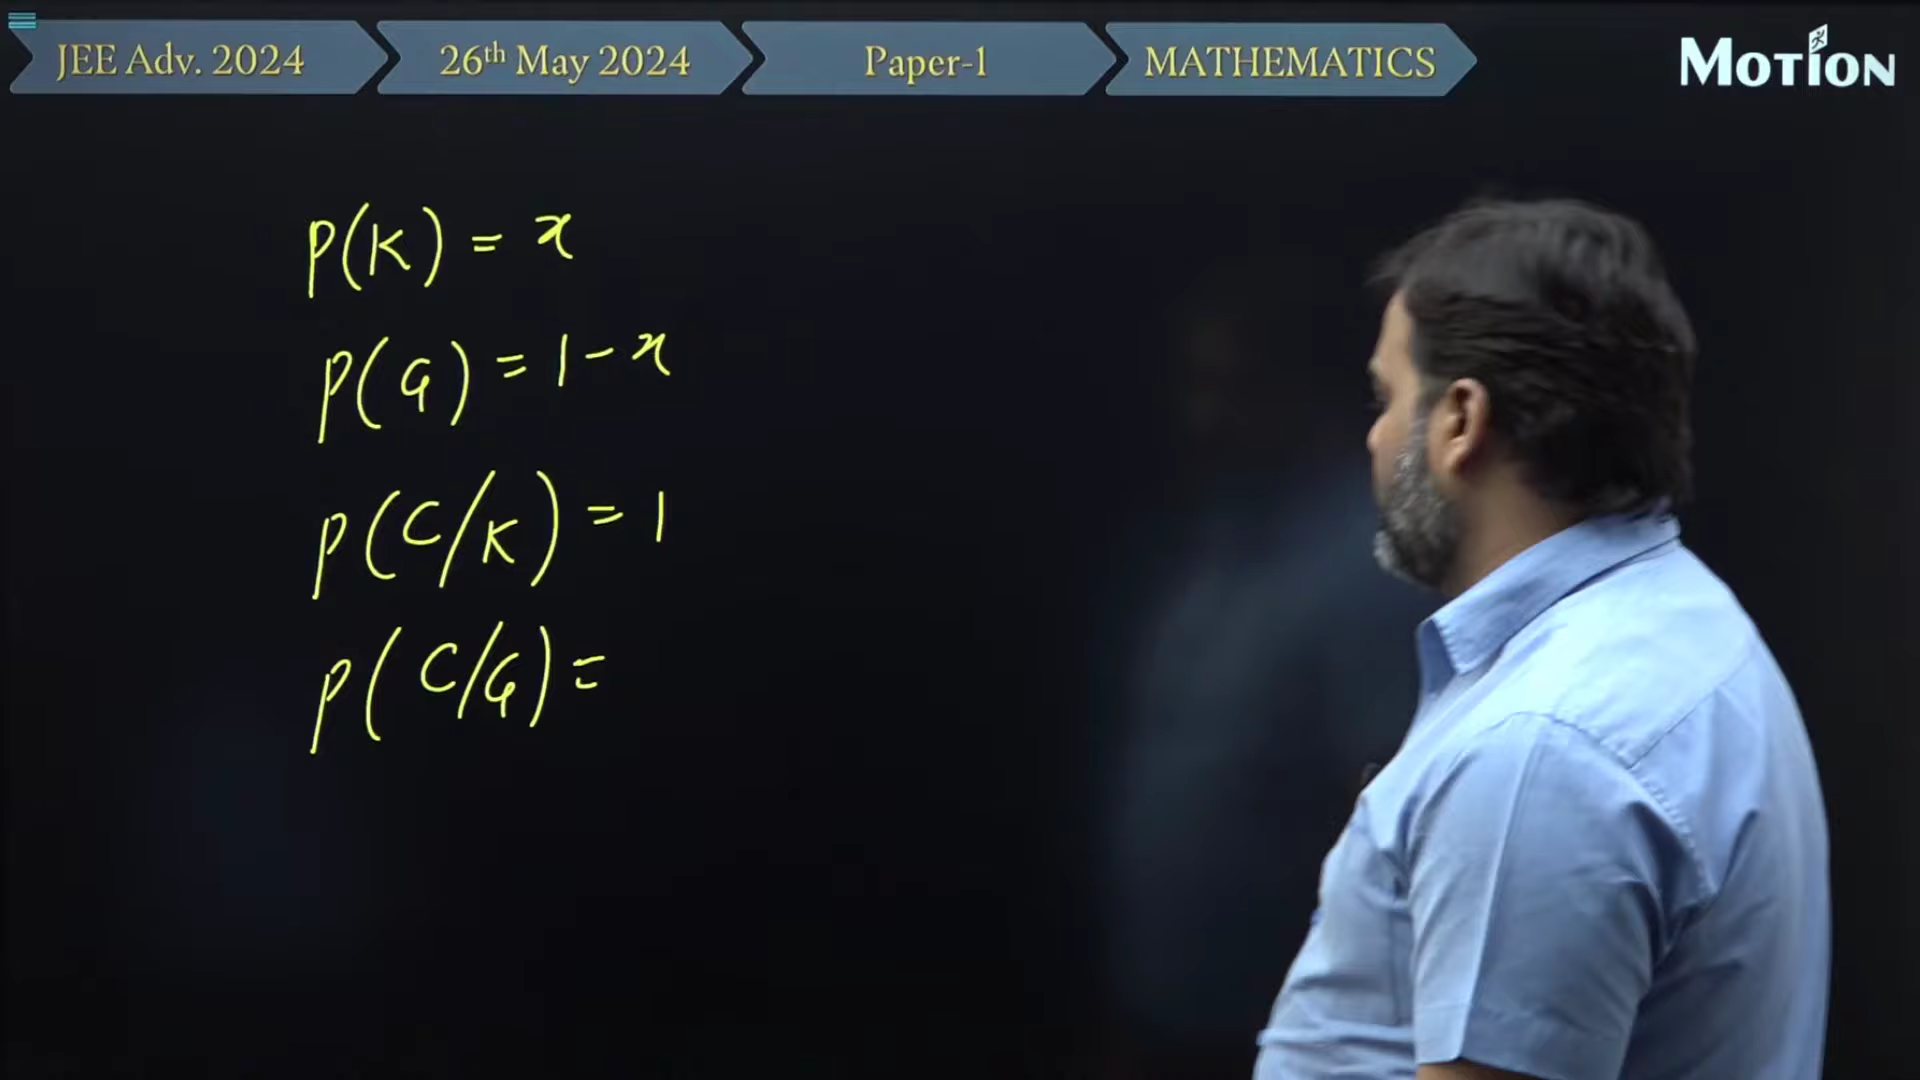 JEE Adv. 2024
26th May 2024
Paper-1
MATHEMATICS
MOTION
P(K) = x
P(G) = 1 - x
P(C/K) = 1
P(C/G) =